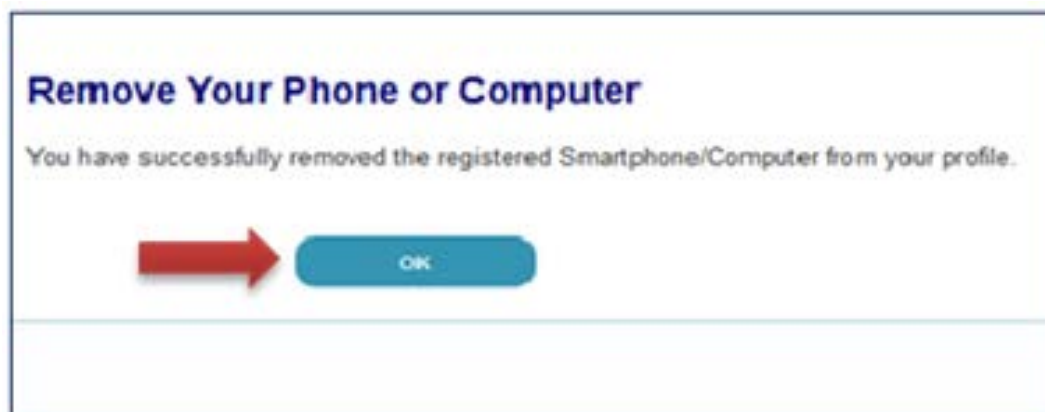 Remove Your Phone or Computer
You have successfully removed the registered Smartphone/Computer from your profile.
OK